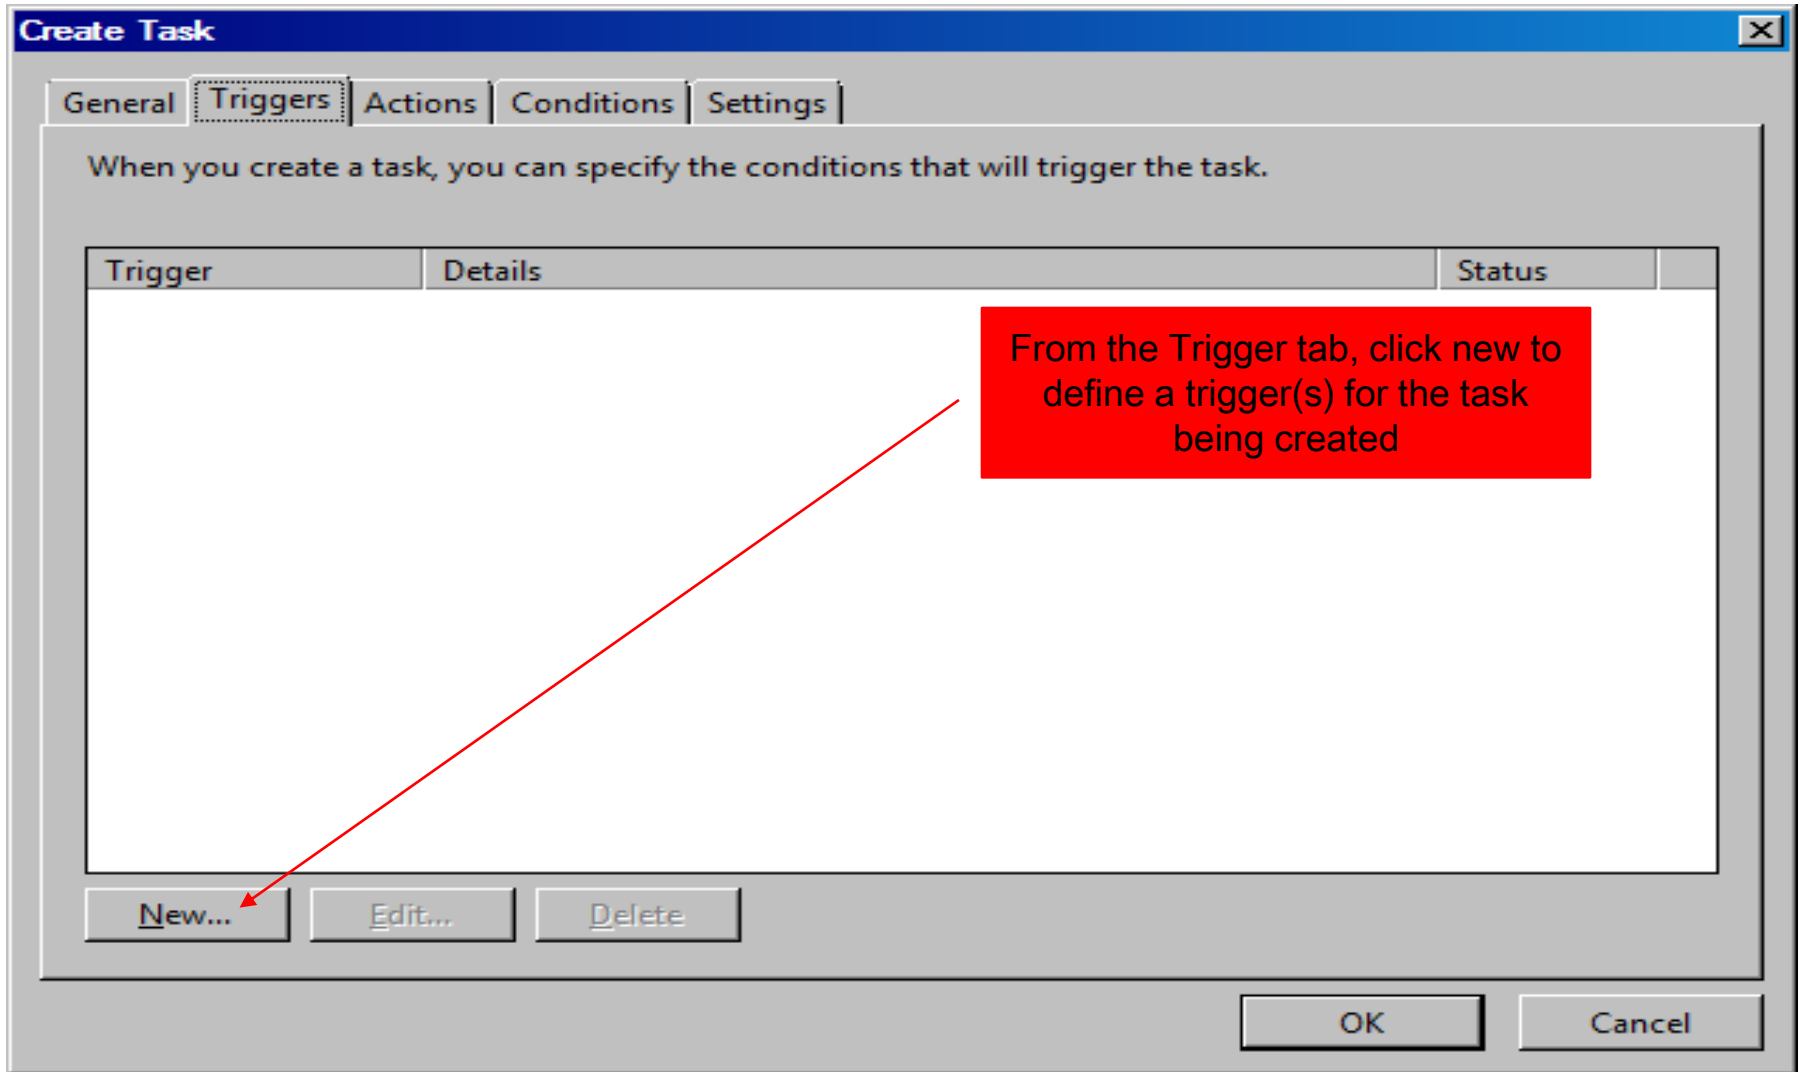 Create Task
General Triggers Actions Conditions Settings
When you create a task, you can specify the conditions that will trigger the task.
Trigger Details Status
From the Trigger tab, click new to
define a trigger(s) for the task
being created
New... Edit... Delete
OK Cancel